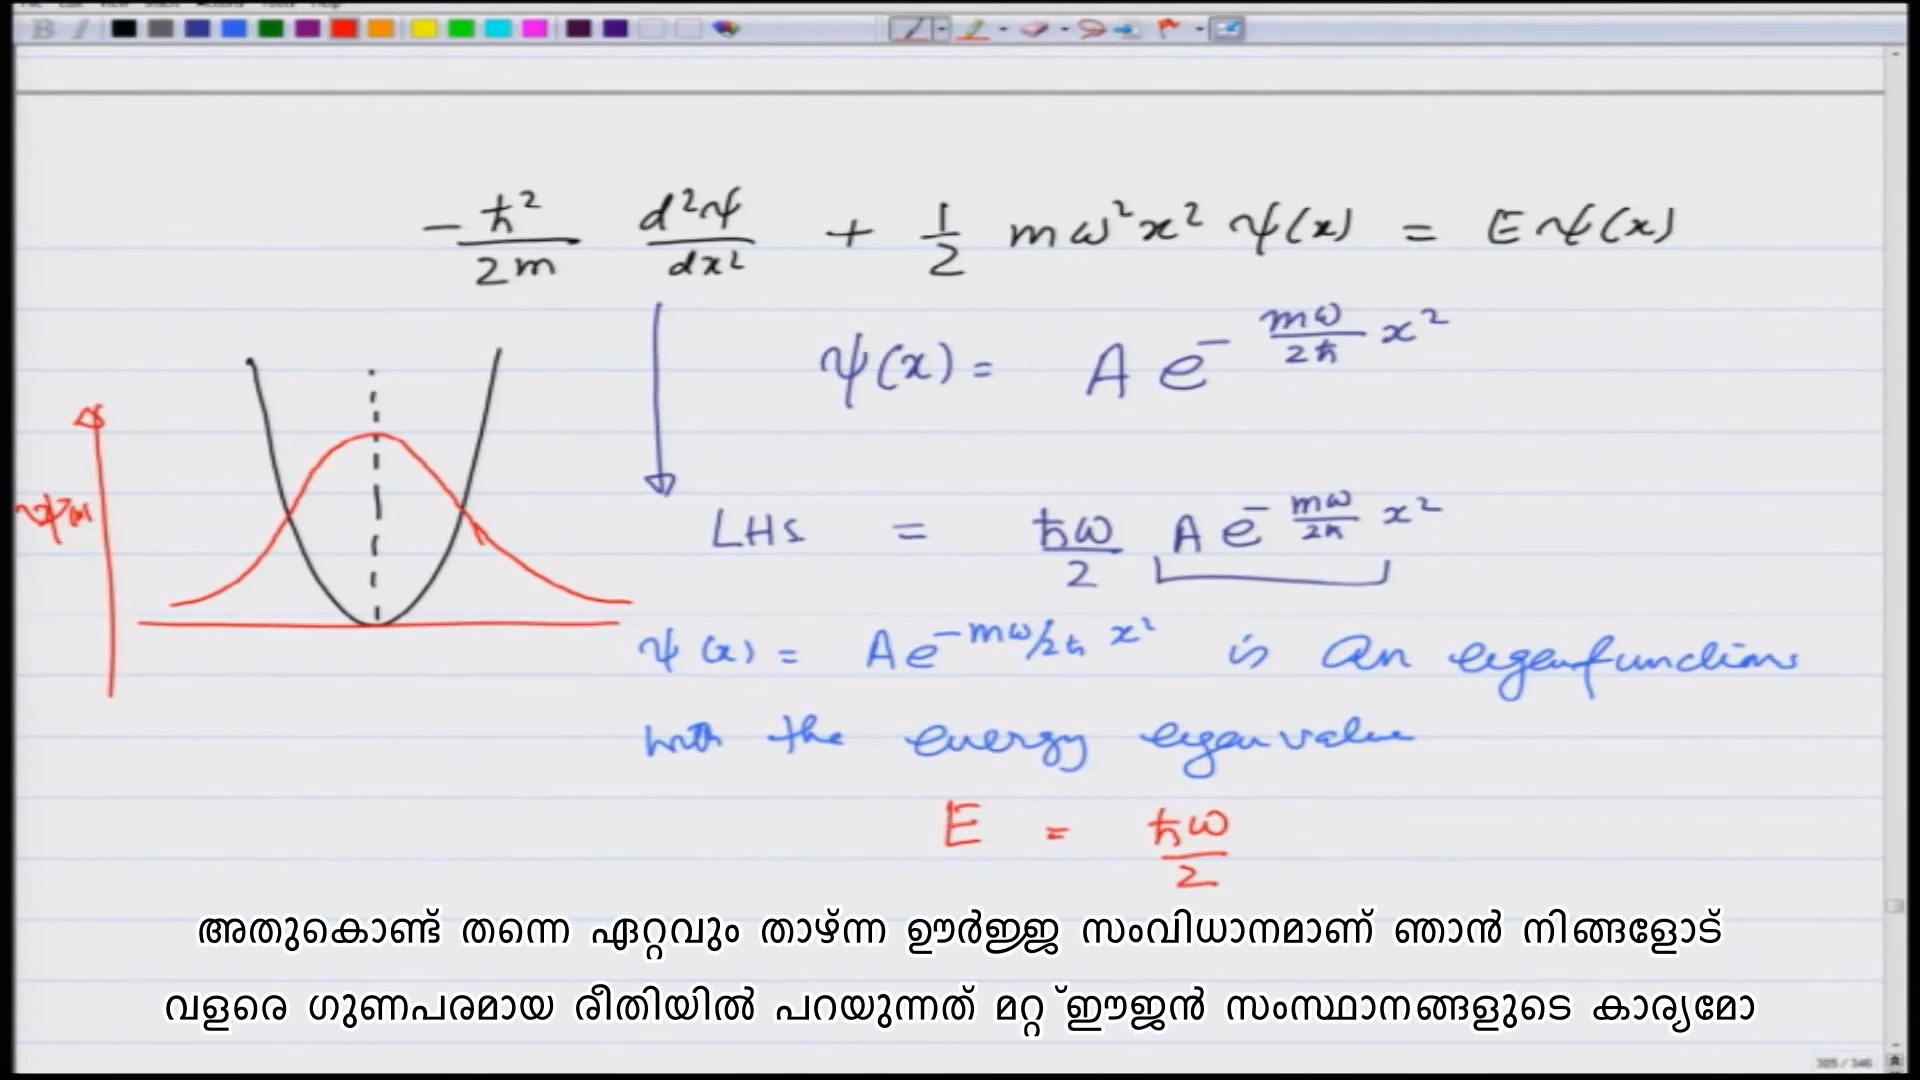 -ħ²/2m d²ψ/dx² + 1/2 mω²x² ψ(x) = Eψ(x)
ψ(x) = A e^{-mω/2ħ x²}
LHS = ħω/2 A e^{-mω/2ħ x²}
ψ(x) = A e^{-mω/2ħ x²} is an eigenfunction
with the energy eigenvalue
E = ħω/2
അതുകൊണ്ട് തന്നെ ഏറ്റവും താഴ്ന്ന ഊർജ്ജ സംവിധാനമാണ് ഞാൻ നിങ്ങളോട്
വളരെ ഗുണപരമായ രീതിയിൽ പറയുന്നത് മറ്റ് ഈജൻ സംസ്ഥാനങ്ങളുടെ കാര്യമോ
305 / 346